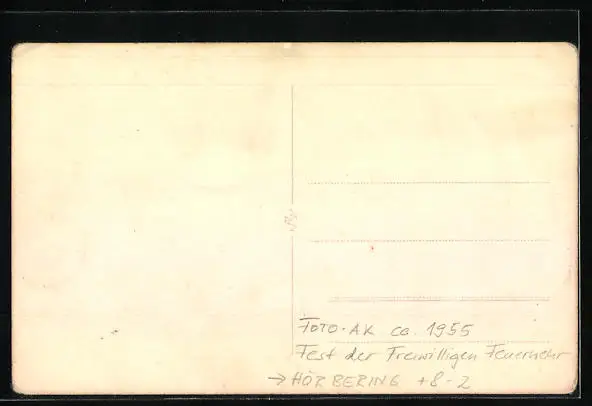 FOTO-AK ca. 1955
Fest der Freiwilligen Feuerwehr
→ HÖRBERING +8-2